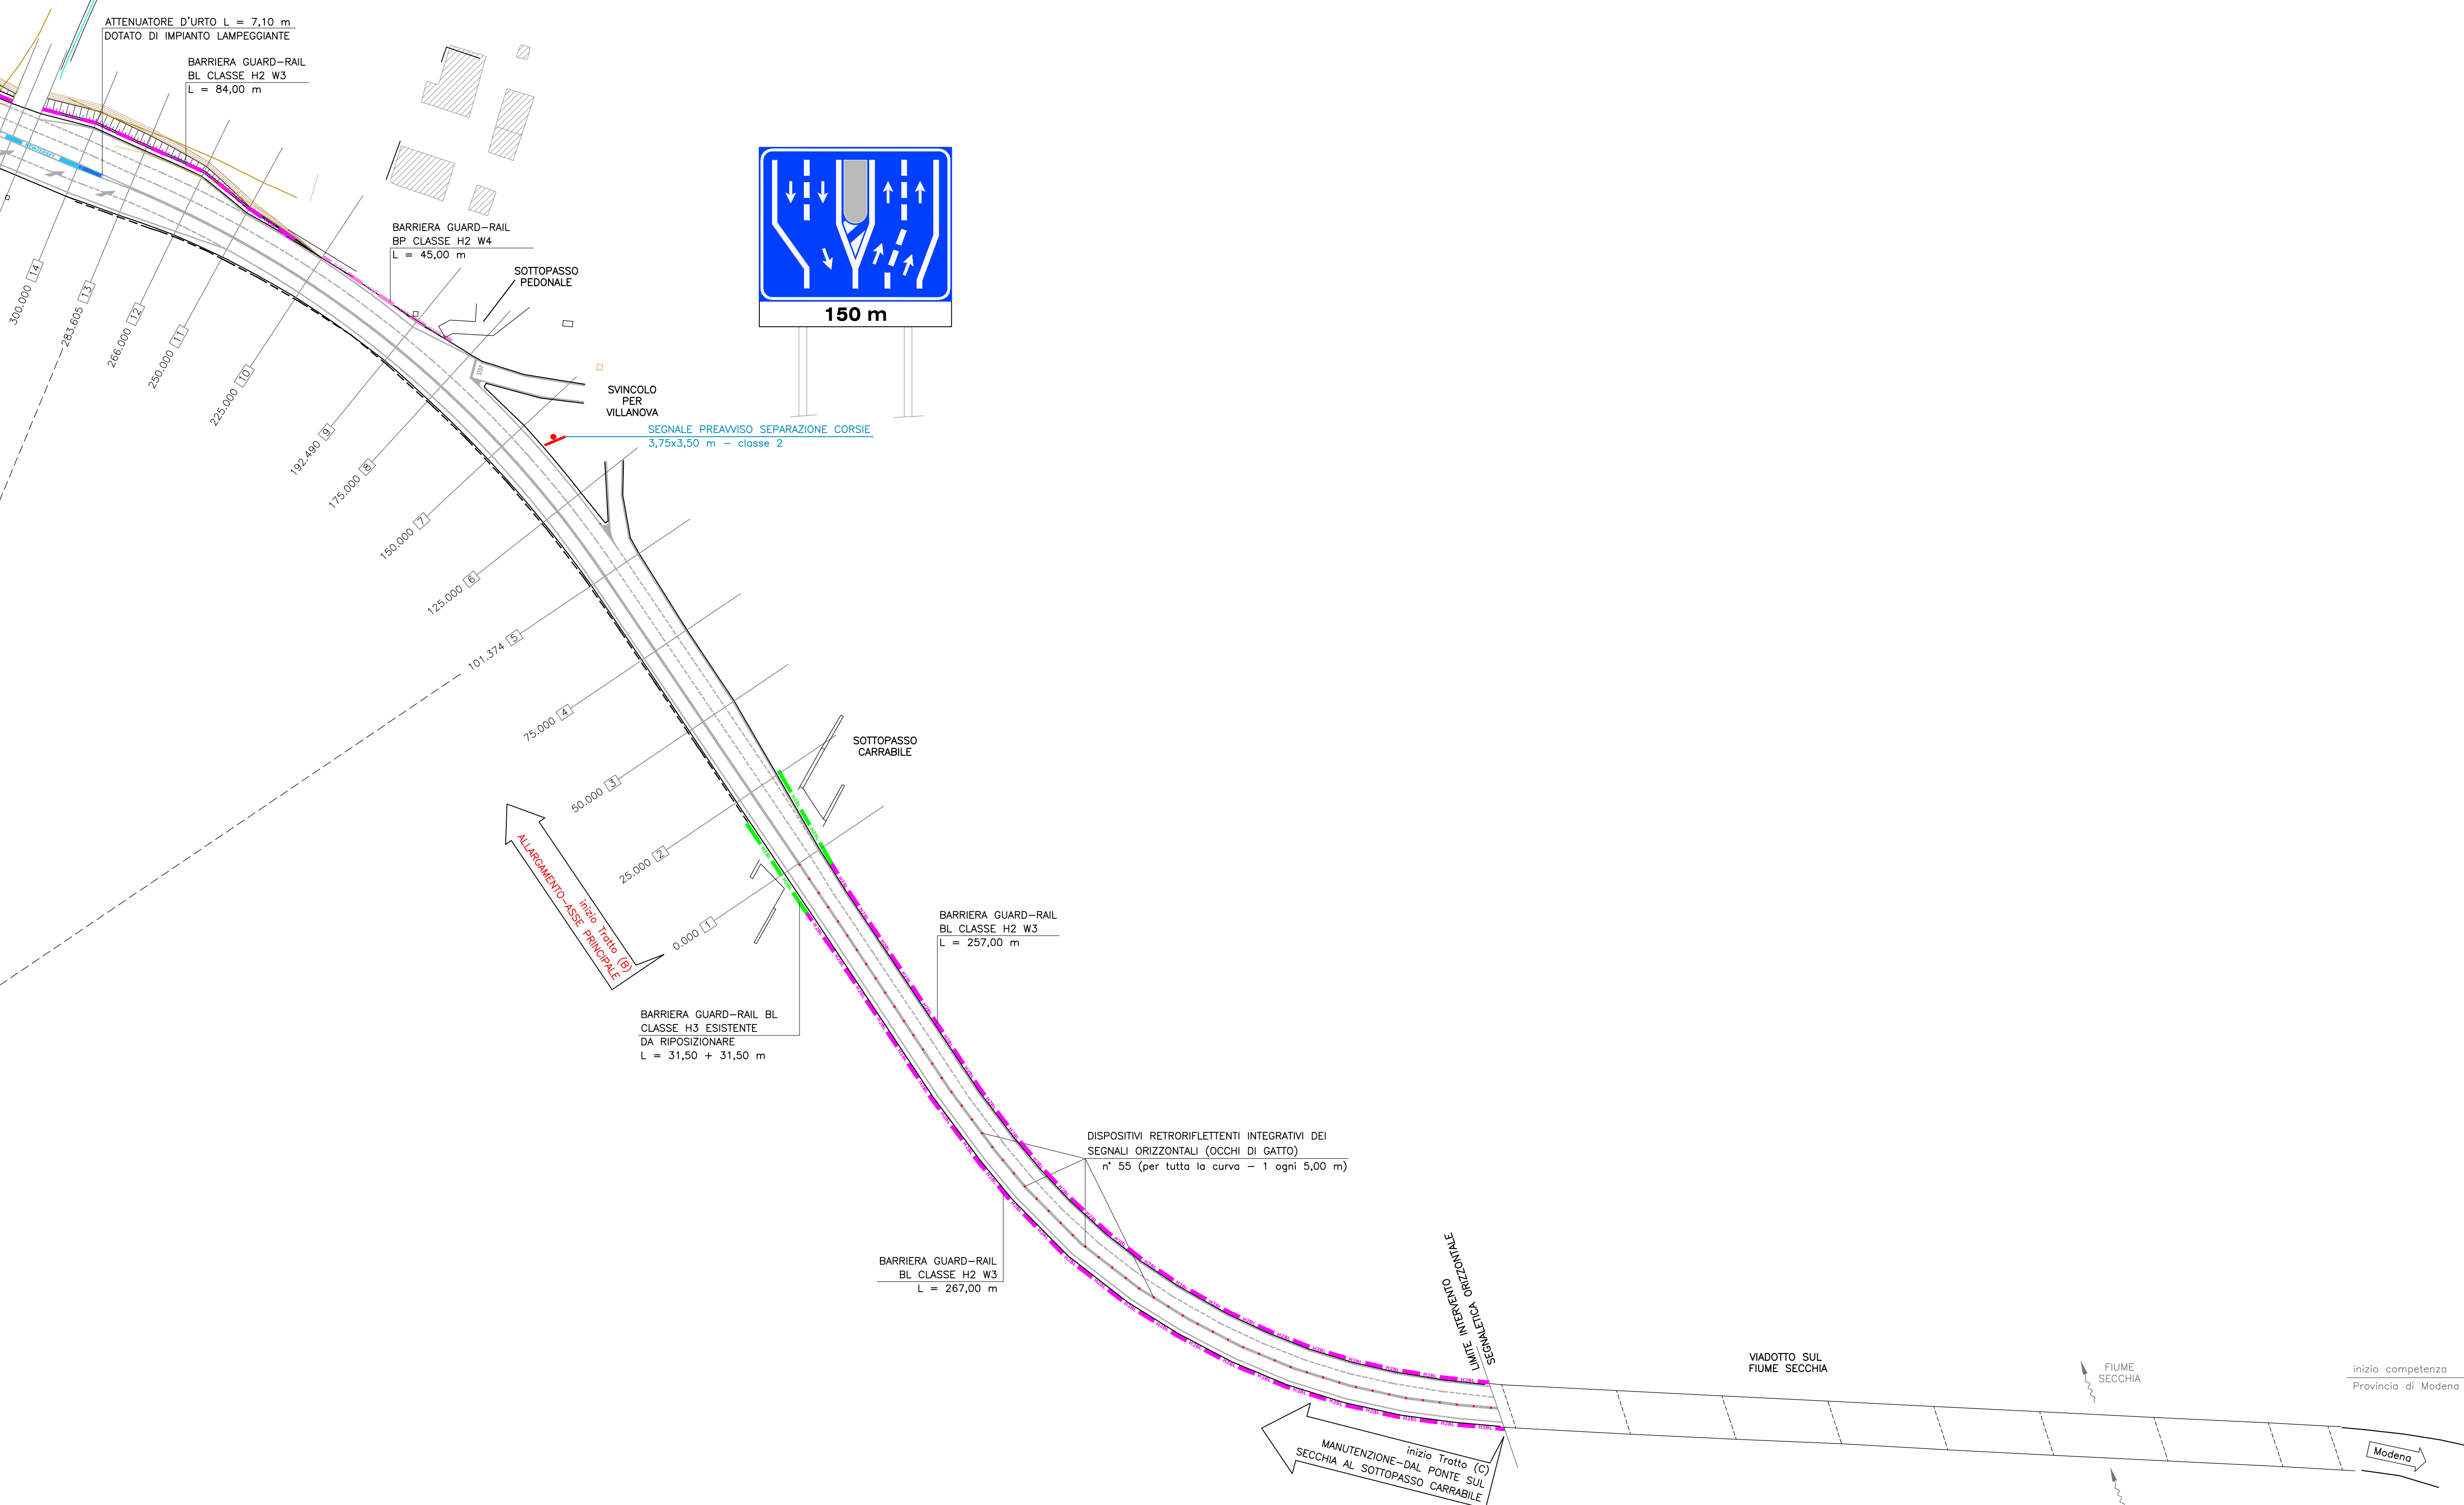 ATTENUATORE D'URTO L = 7,10 m
DOTATO DI IMPIANTO LAMPEGGIANTE
BARRIERA GUARD-RAIL
BL CLASSE H2 W3
L = 84,00 m
BARRIERA GUARD-RAIL
BP CLASSE H2 W4
L = 45,00 m
SOTTOPASSO
PEDONALE
150 m
STOP
SVINCOLO
PER
VILLANOVA
SEGNALE PREAVVISO SEPARAZIONE CORSIE
3,75x3,50 m - classe 2
300.000 14
283.605 13
266.000 12
250.000 11
225.000 10
192.490 9
175.000 8
150.000 7
125.000 6
101.374 5
75.000 4
50.000 3
25.000 2
0.000 1
SOTTOPASSO
CARRABILE
inizio Tratto (B)
ALLARGAMENTO-ASSE PRINCIPALE
BARRIERA GUARD-RAIL
BL CLASSE H2 W3
L = 257,00 m
BARRIERA GUARD-RAIL BL
CLASSE H3 ESISTENTE
DA RIPOSIZIONARE
L = 31,50 + 31,50 m
DISPOSITIVI RETRORIFLETTENTI INTEGRATIVI DEI
SEGNALI ORIZZONTALI (OCCHI DI GATTO)
n° 55 (per tutta la curva - 1 ogni 5,00 m)
BARRIERA GUARD-RAIL
BL CLASSE H2 W3
L = 267,00 m
LIMITE INTERVENTO
SEGNALETICA ORIZZONTALE
inizio Tratto (C)
MANUTENZIONE-DAL PONTE SUL
SECCHIA AL SOTTOPASSO CARRABILE
VIADOTTO SUL
FIUME SECCHIA
FIUME
SECCHIA
inizio competenza
Provincia di Modena
Modena